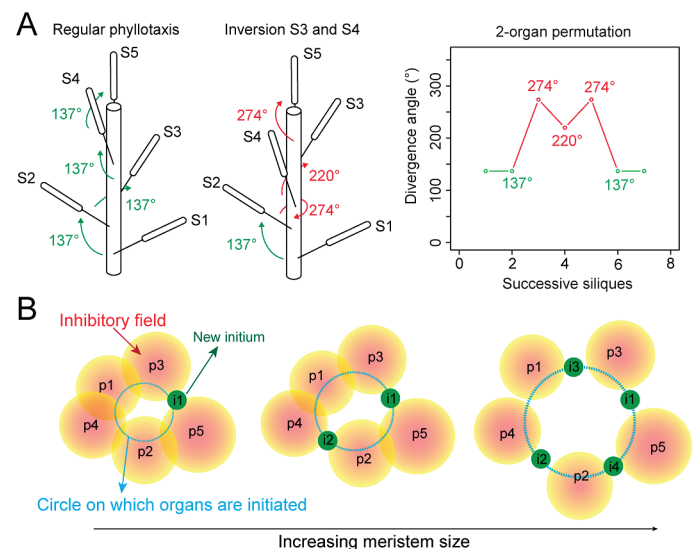 A
Regular phyllotaxis
S5
S4
137°
S3
137°
S2
137°
S1
137°
Inversion S3 and S4
S5
S3
274°
S4
220°
S2
274°
S1
137°
2-organ permutation
Divergence angle (°)
300
200
100
0
274°
274°
220°
137°
137°
0
2
4
6
8
Successive siliques
B
Inhibitory field
New initium
p3
p1
i1
p4
p2
p5
p3
p1
i1
p4
i2
p2
p5
p1
i3
p3
i1
p4
i2
p2
i4
p5
Circle on which organs are initiated
Increasing meristem size